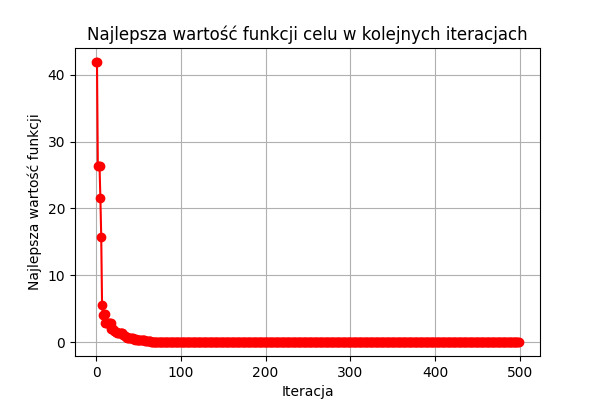 Najlepsza wartość funkcji celu w kolejnych iteracjach
Najlepsza wartość funkcji
40
30
20
10
0
0 100 200 300 400 500
Iteracja